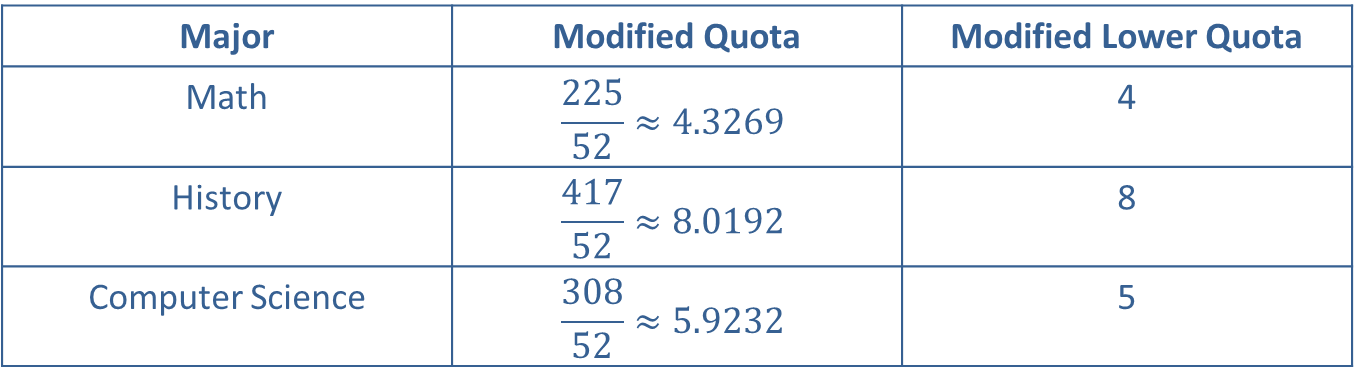 Major Modified Quota Modified Lower Quota
Math 225/52 ≈ 4.3269 4
History 417/52 ≈ 8.0192 8
Computer Science 308/52 ≈ 5.9232 5